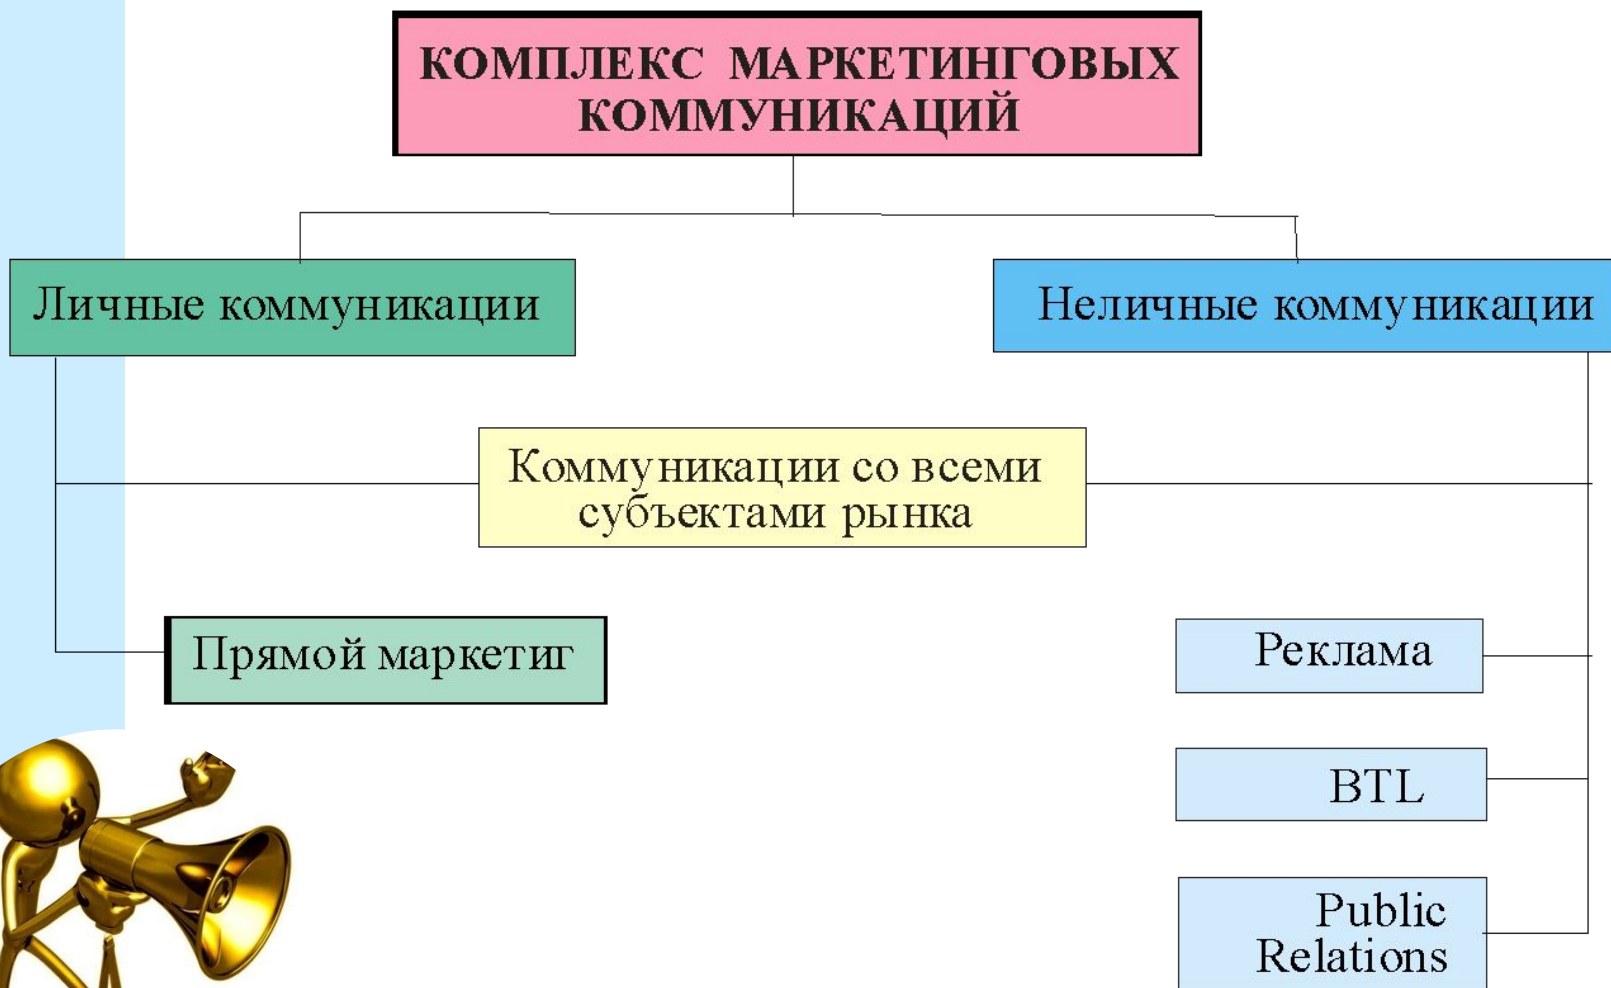 КОМПЛЕКС МАРКЕТИНГОВЫХ
КОММУНИКАЦИЙ
Личные коммуникации
Неличные коммуникации
Коммуникации со всеми
субъектами рынка
Прямой маркетиг
Реклама
BTL
Public
Relations